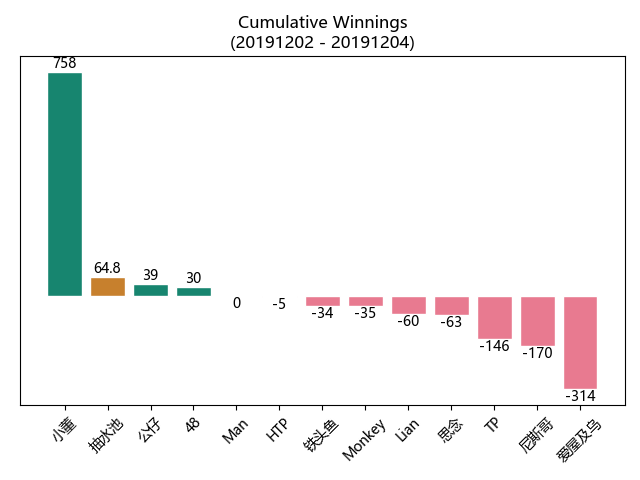 Cumulative Winnings
(20191202 - 20191204)
758
64.8
39
30
0
-5
-34
-35
-60
-63
-146
-170
-314
小董
抽水池
公仔
48
Man
HTP
铁头鱼
Monkey
Lian
思念
TP
尼斯哥
爱屋及乌